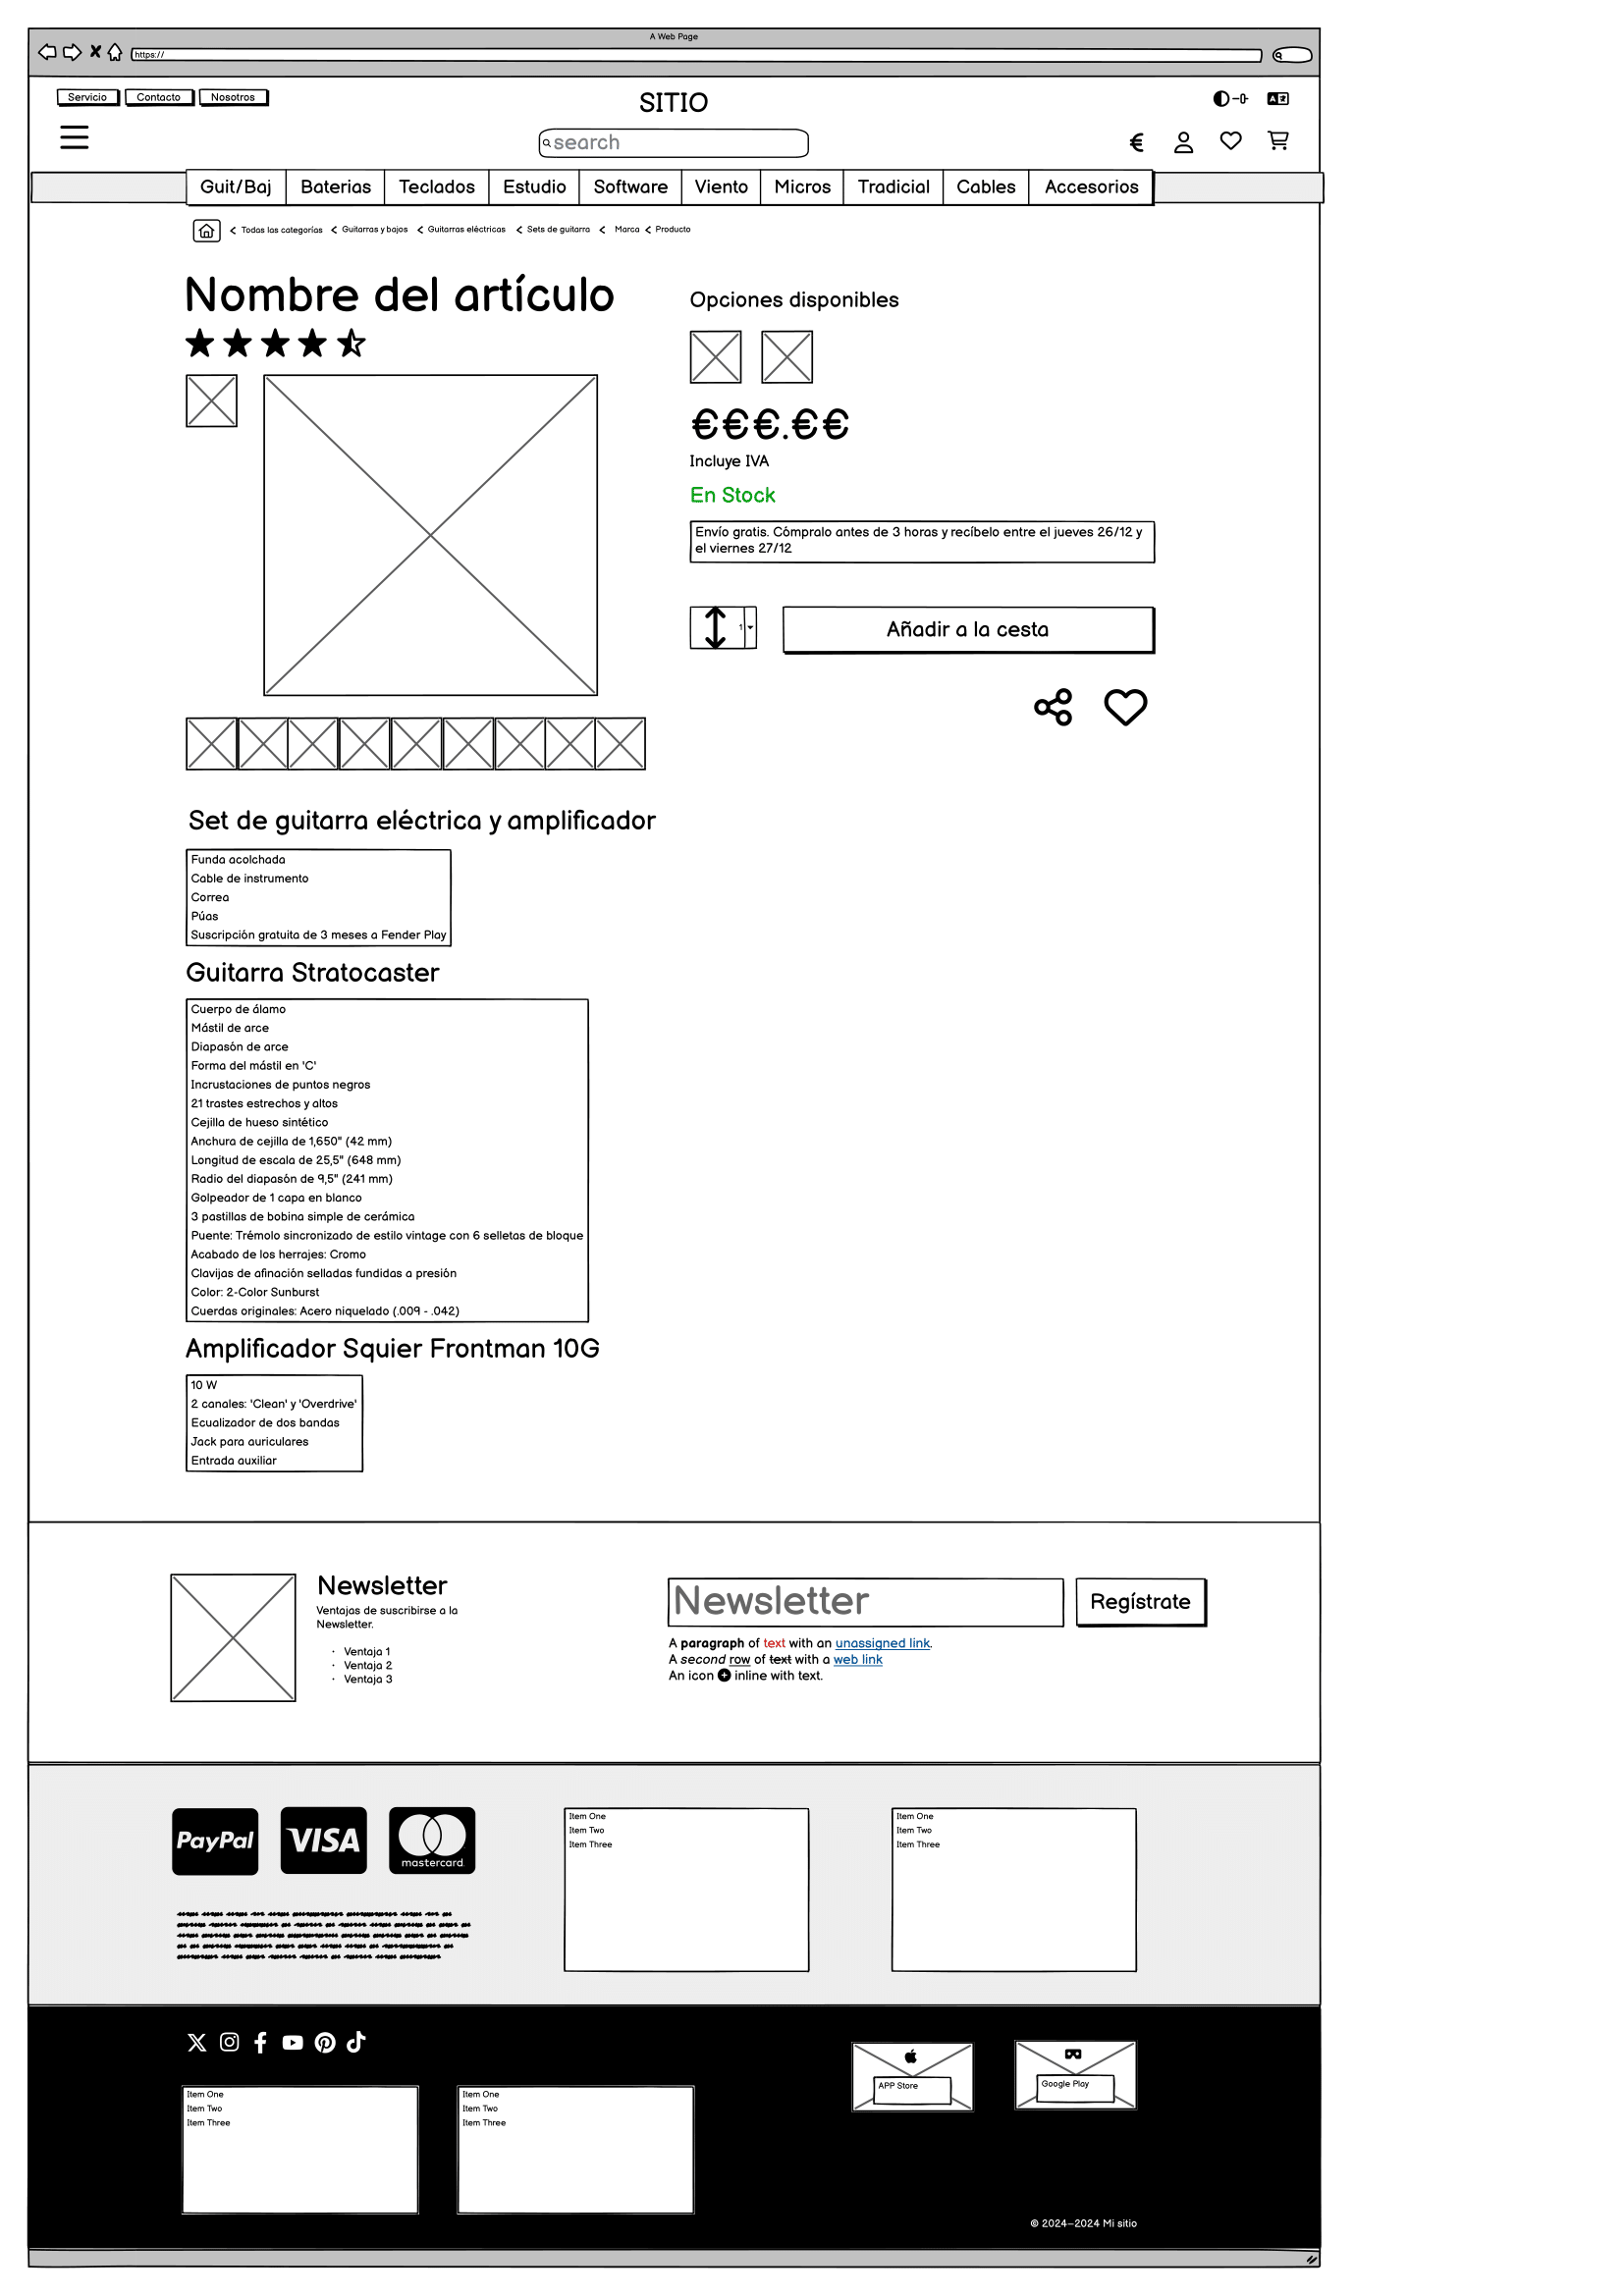 A Web Page
https://
Servicio Contacto Nosotros
SITIO
search
€
Guit/Baj Baterias Teclados Estudio Software Viento Micros Tradicial Cables Accesorios
Todas las categorías Guitarras y bajos Guitarras eléctricas Sets de guitarra Marca Producto
Nombre del artículo
Opciones disponibles
€€€.€€
Incluye IVA
En Stock
Envío gratis. Cómpralo antes de 3 horas y recíbelo entre el jueves 26/12 y
el viernes 27/12
1
Añadir a la cesta
Set de guitarra eléctrica y amplificador
Funda acolchada
Cable de instrumento
Correa
Púas
Suscripción gratuita de 3 meses a Fender Play
Guitarra Stratocaster
Cuerpo de álamo
Mástil de arce
Diapasón de arce
Forma del mástil en 'C'
Incrustaciones de puntos negros
21 trastes estrechos y altos
Cejilla de hueso sintético
Anchura de cejilla de 1,650" (42 mm)
Longitud de escala de 25,5" (648 mm)
Radio del diapasón de 9,5" (241 mm)
Golpeador de 1 capa en blanco
3 pastillas de bobina simple de cerámica
Puente: Trémolo sincronizado de estilo vintage con 6 selletas de bloque
Acabado de los herrajes: Cromo
Clavijas de afinación selladas fundidas a presión
Color: 2-Color Sunburst
Cuerdas originales: Acero niquelado (.009 - .042)
Amplificador Squier Frontman 10G
10 W
2 canales: 'Clean' y 'Overdrive'
Ecualizador de dos bandas
Jack para auriculares
Entrada auxiliar
Newsletter
Ventajas de suscribirse a la
Newsletter.
· Ventaja 1
· Ventaja 2
· Ventaja 3
Newsletter
Regístrate
A paragraph of text with an unassigned link.
A second row of text with a web link
An icon inline with text.
PayPal VISA mastercard
Item One
Item Two
Item Three
Item One
Item Two
Item Three
APP Store
Google Play
Item One
Item Two
Item Three
Item One
Item Two
Item Three
© 2024–2024 Mi sitio